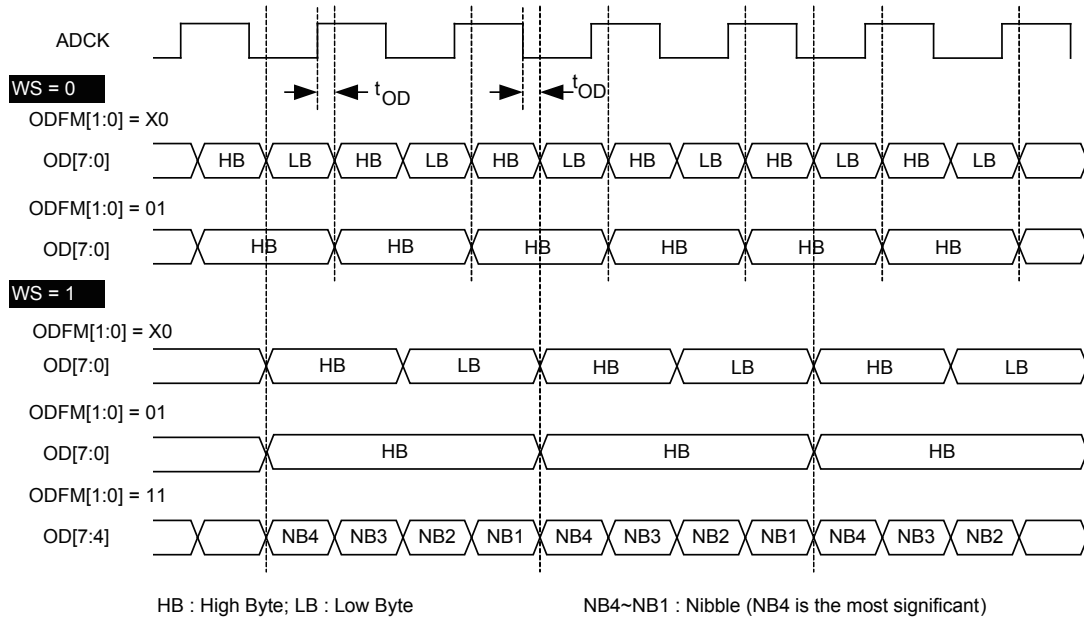 ADCK
WS = 0
tOD tOD
ODFM[1:0] = X0
OD[7:0] HB LB HB LB HB LB HB LB HB LB HB LB
ODFM[1:0] = 01
OD[7:0] HB HB HB HB HB HB
WS = 1
ODFM[1:0] = X0
OD[7:0] HB LB HB LB HB LB
ODFM[1:0] = 01
OD[7:0] HB HB HB
ODFM[1:0] = 11
OD[7:4] NB4 NB3 NB2 NB1 NB4 NB3 NB2 NB1 NB4 NB3 NB2
HB : High Byte; LB : Low Byte NB4~NB1 : Nibble (NB4 is the most significant)